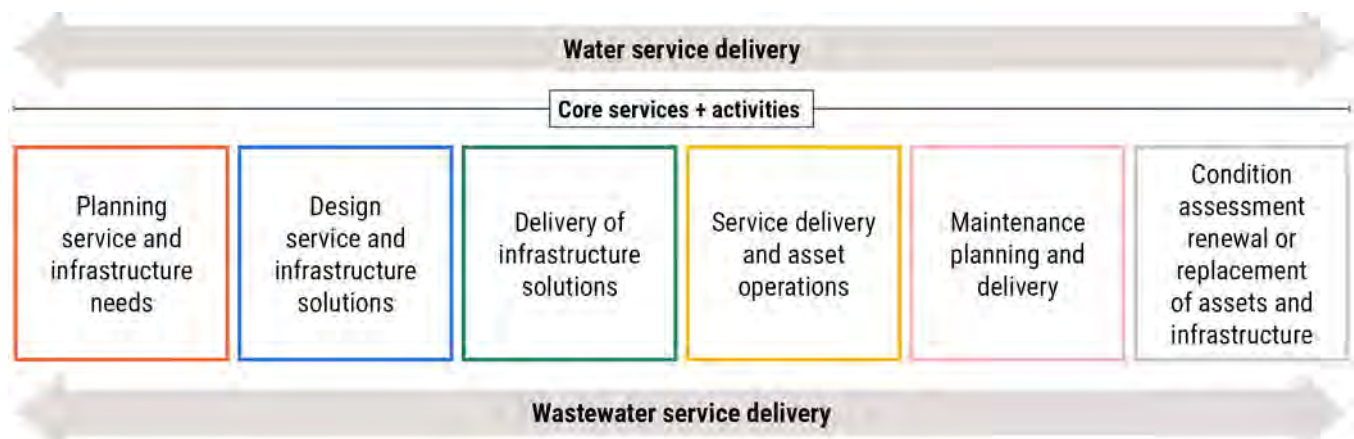 Water service delivery
Core services + activities
Planning
service and
infrastructure
needs
Design
service and
infrastructure
solutions
Delivery of
infrastructure
solutions
Service delivery
and asset
operations
Maintenance
planning and
delivery
Condition
assessment
renewal or
replacement
of assets and
infrastructure
Wastewater service delivery